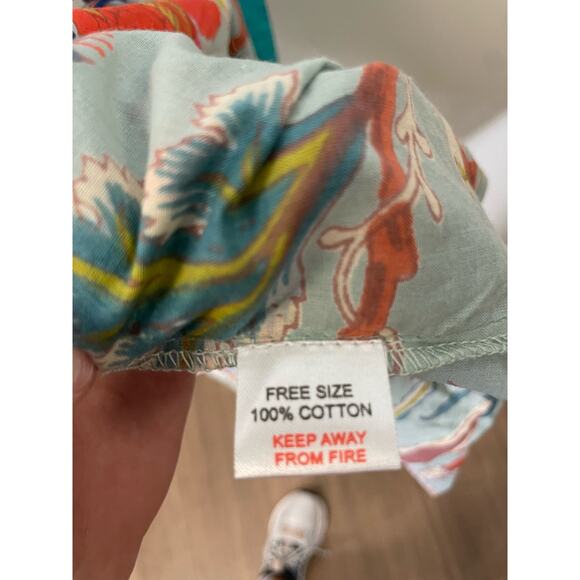 FREE SIZE
100% COTTON
KEEP AWAY
FROM FIRE